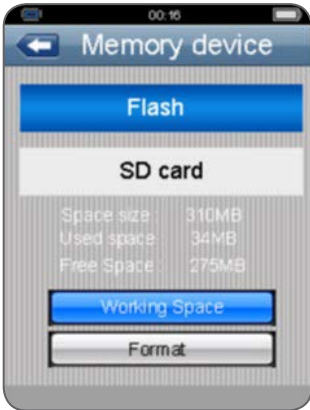 00:16
Memory device
Flash
SD card
Space size : 310MB
Used space : 34MB
Free Space : 275MB
Working Space
Format